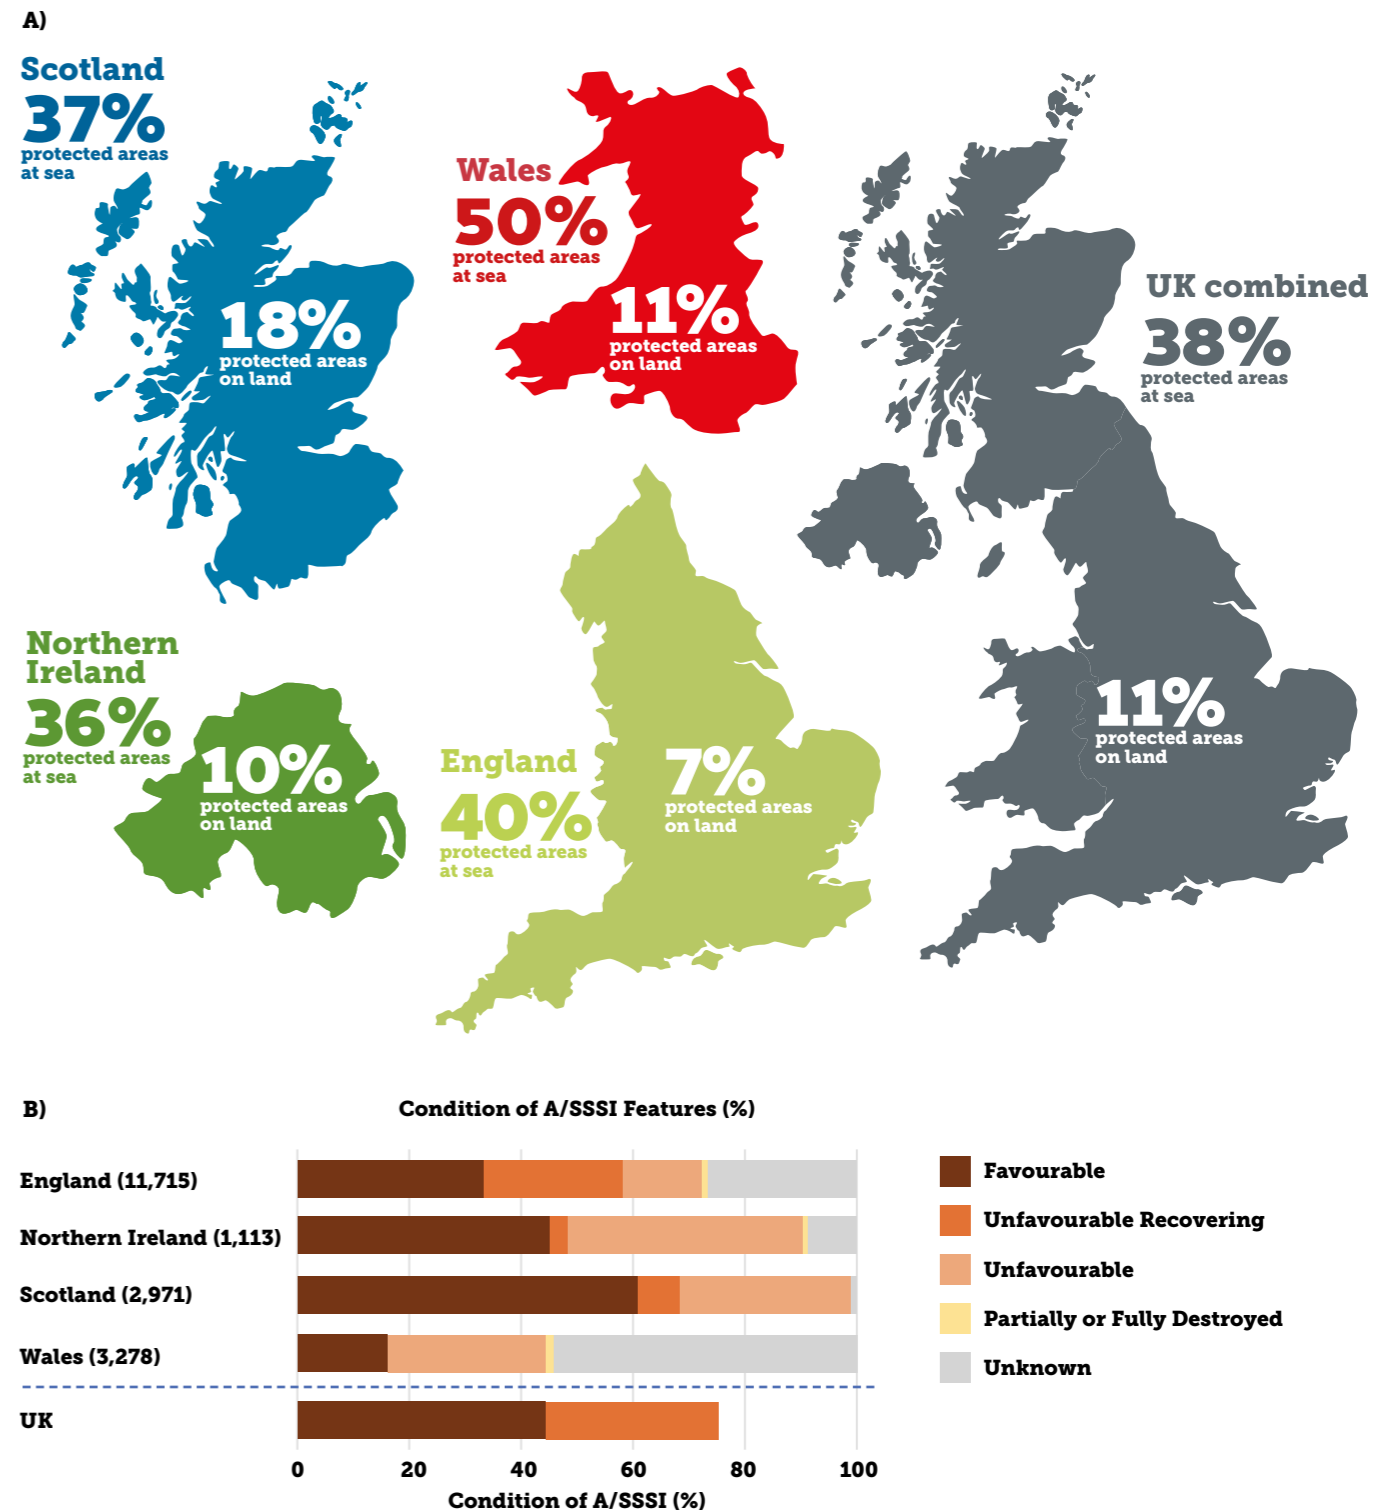 A)
Scotland
37%
protected areas
at sea
18%
protected areas
on land
Wales
50%
protected areas
at sea
11%
protected areas
on land
UK combined
38%
protected areas
at sea
11%
protected areas
on land
Northern
Ireland
36%
protected areas
at sea
10%
protected areas
on land
England
40%
protected areas
at sea
7%
protected areas
on land
B)
Condition of A/SSSI Features (%)
England (11,715)
Northern Ireland (1,113)
Scotland (2,971)
Wales (3,278)
UK
0 20 40 60 80 100
Condition of A/SSSI (%)
Favourable
Unfavourable Recovering
Unfavourable
Partially or Fully Destroyed
Unknown